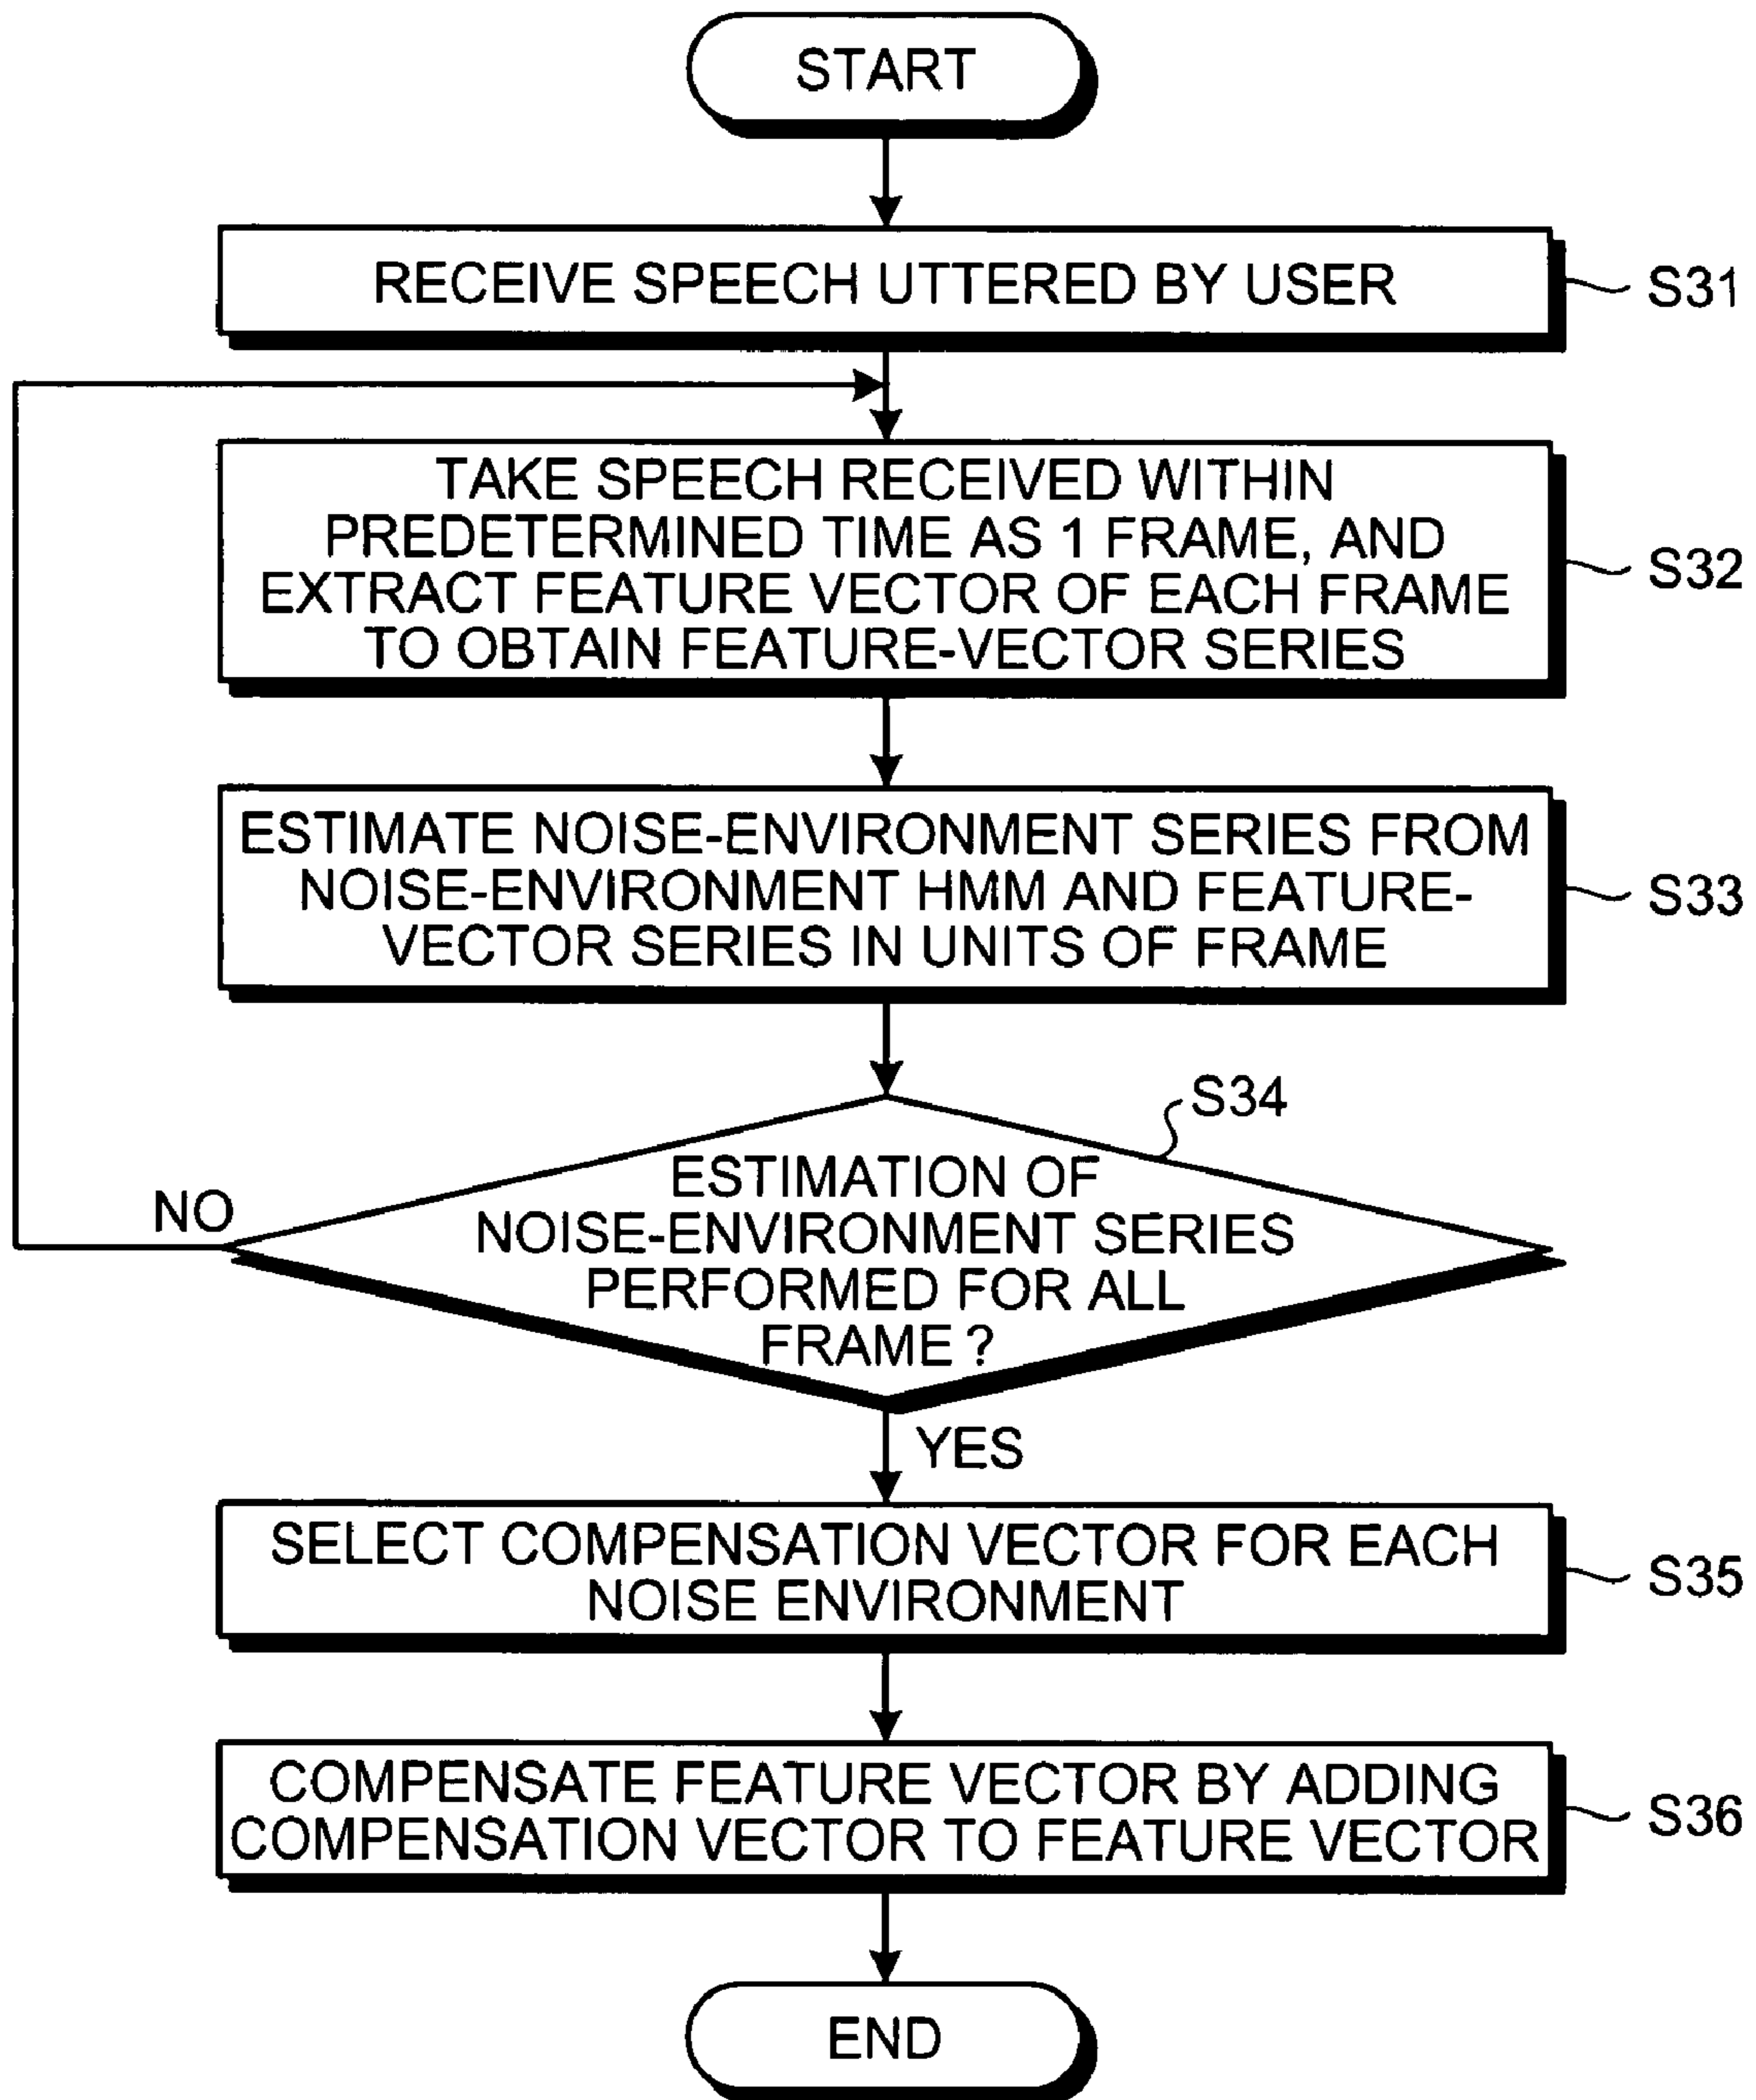 START
RECEIVE SPEECH UTTERED BY USER
S31
TAKE SPEECH RECEIVED WITHIN
PREDETERMINED TIME AS 1 FRAME, AND
EXTRACT FEATURE VECTOR OF EACH FRAME
TO OBTAIN FEATURE-VECTOR SERIES
S32
ESTIMATE NOISE-ENVIRONMENT SERIES FROM
NOISE-ENVIRONMENT HMM AND FEATURE-
VECTOR SERIES IN UNITS OF FRAME
S33
S34
ESTIMATION OF
NOISE-ENVIRONMENT SERIES
PERFORMED FOR ALL
FRAME ?
NO
YES
SELECT COMPENSATION VECTOR FOR EACH
NOISE ENVIRONMENT
S35
COMPENSATE FEATURE VECTOR BY ADDING
COMPENSATION VECTOR TO FEATURE VECTOR
S36
END